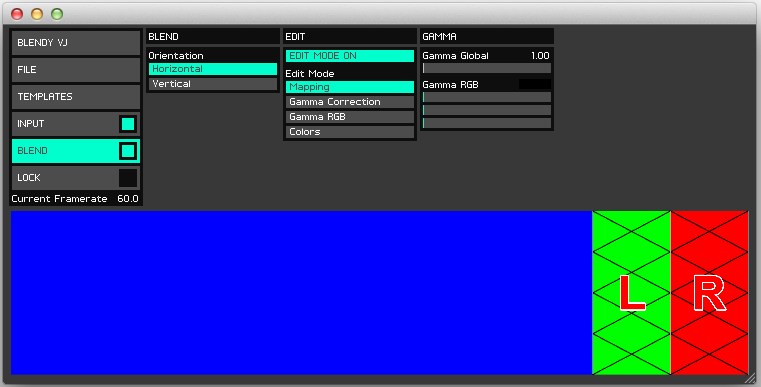 BLENDY VJ
FILE
TEMPLATES
INPUT
BLEND
LOCK
Current Framerate 60.0
BLEND
Orientation
Horizontal
Vertical
EDIT
EDIT MODE ON
Edit Mode
Mapping
Gamma Correction
Gamma RGB
Colors
GAMMA
Gamma Global 1.00
Gamma RGB
L R